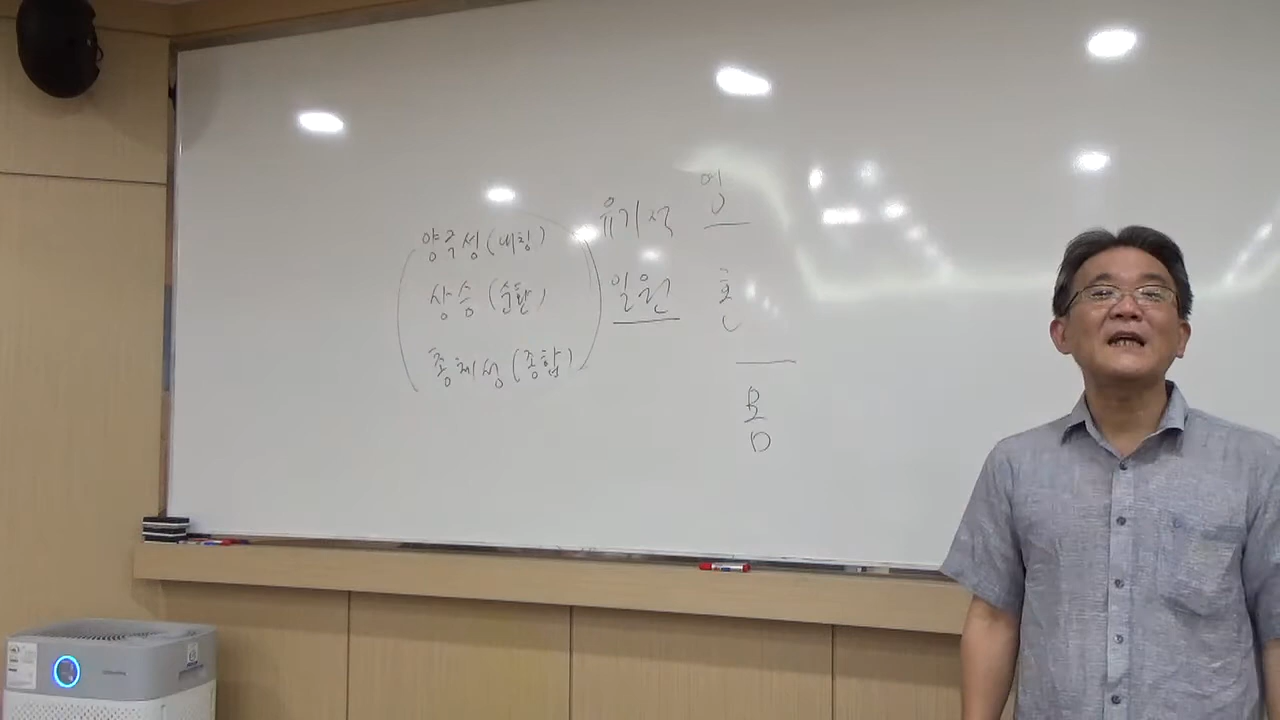 양극성(대칭)
상승(순환)
총체성(종합)
유기적
일원
영
혼
몸